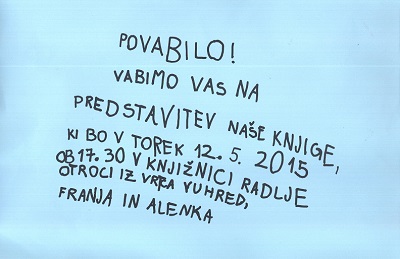 POVABILO!
VABIMO VAS NA
PREDSTAVITEV NAŠE KNJIGE,
KI BO V TOREK 12. 5. 2015
OB 17.30 V KNJIŽNICI RADLJE
OTROCI IZ VRTCA VUHRED,
FRANJA IN ALENKA